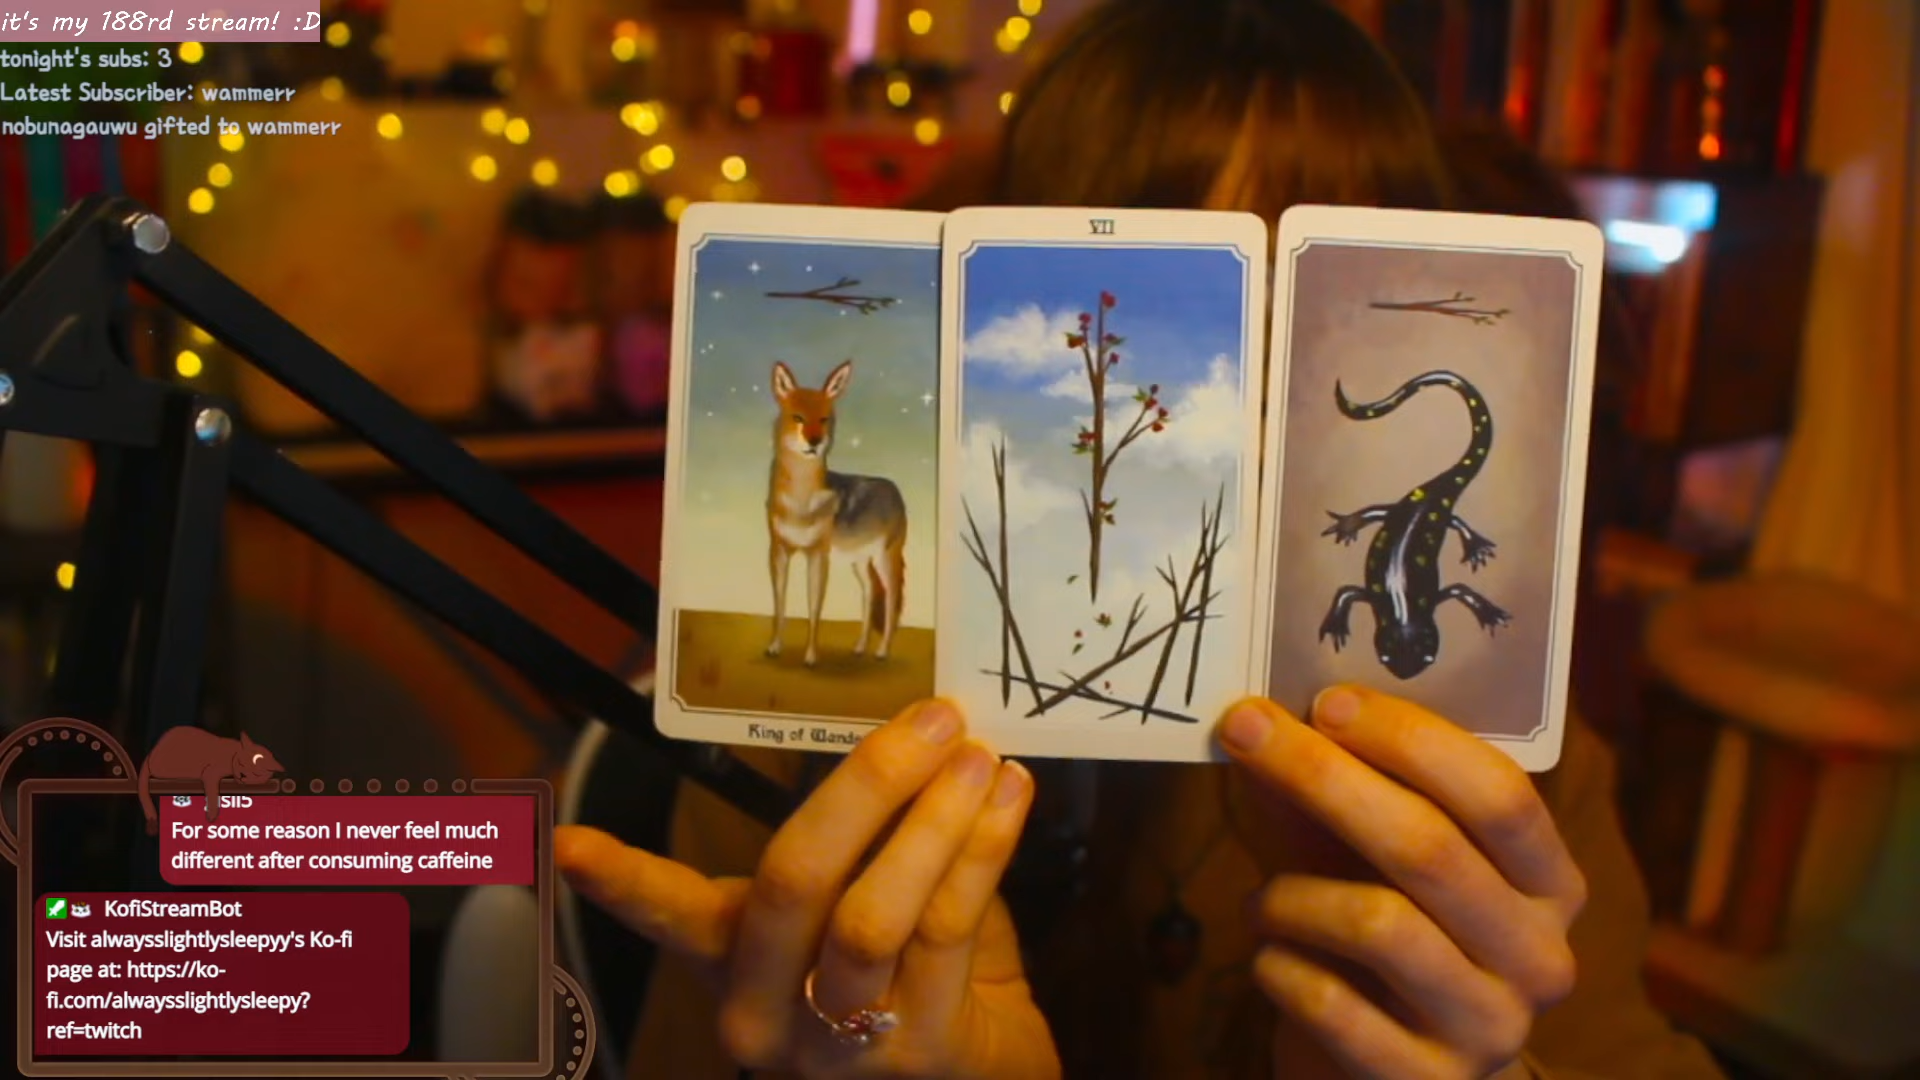 it's my 188rd stream! :D
tonight's subs: 3
Latest Subscriber: wammerr
nobunagauwu gifted to wammerr
VII
King of
For some reason I never feel much
different after consuming caffeine
KofiStreamBot
Visit alwaysslightlysleepyy's Ko-fi
page at: https://ko-
fi.com/alwaysslightlysleepy?
ref=twitch